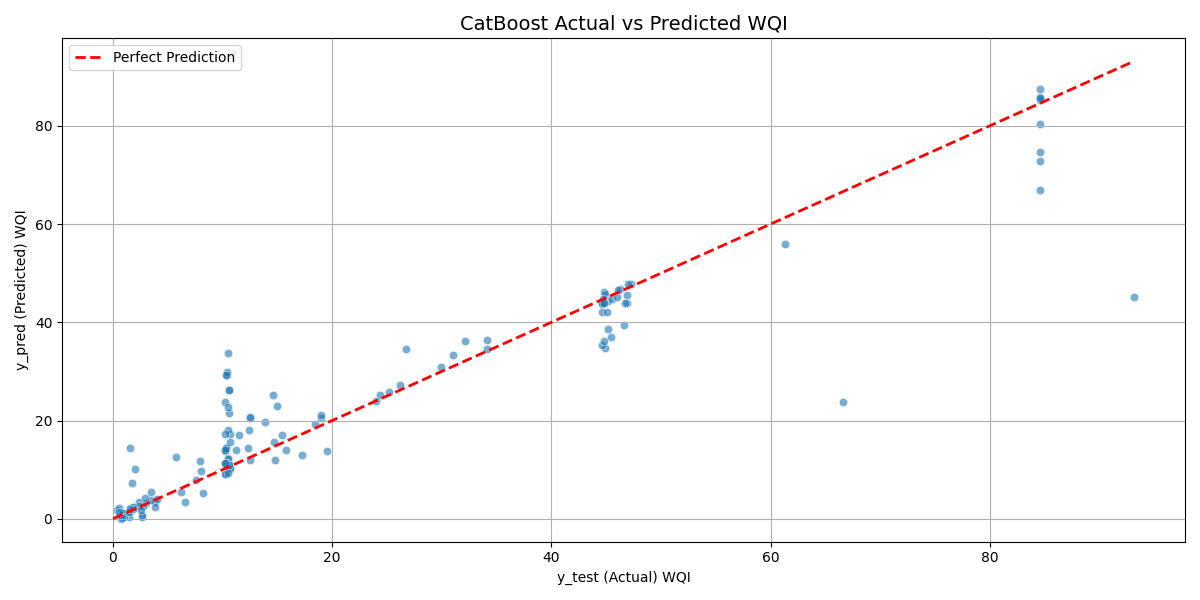 CatBoost Actual vs Predicted WQI
Perfect Prediction
y_pred (Predicted) WQI
80
60
40
20
0
0 20 40 60 80
y_test (Actual) WQI